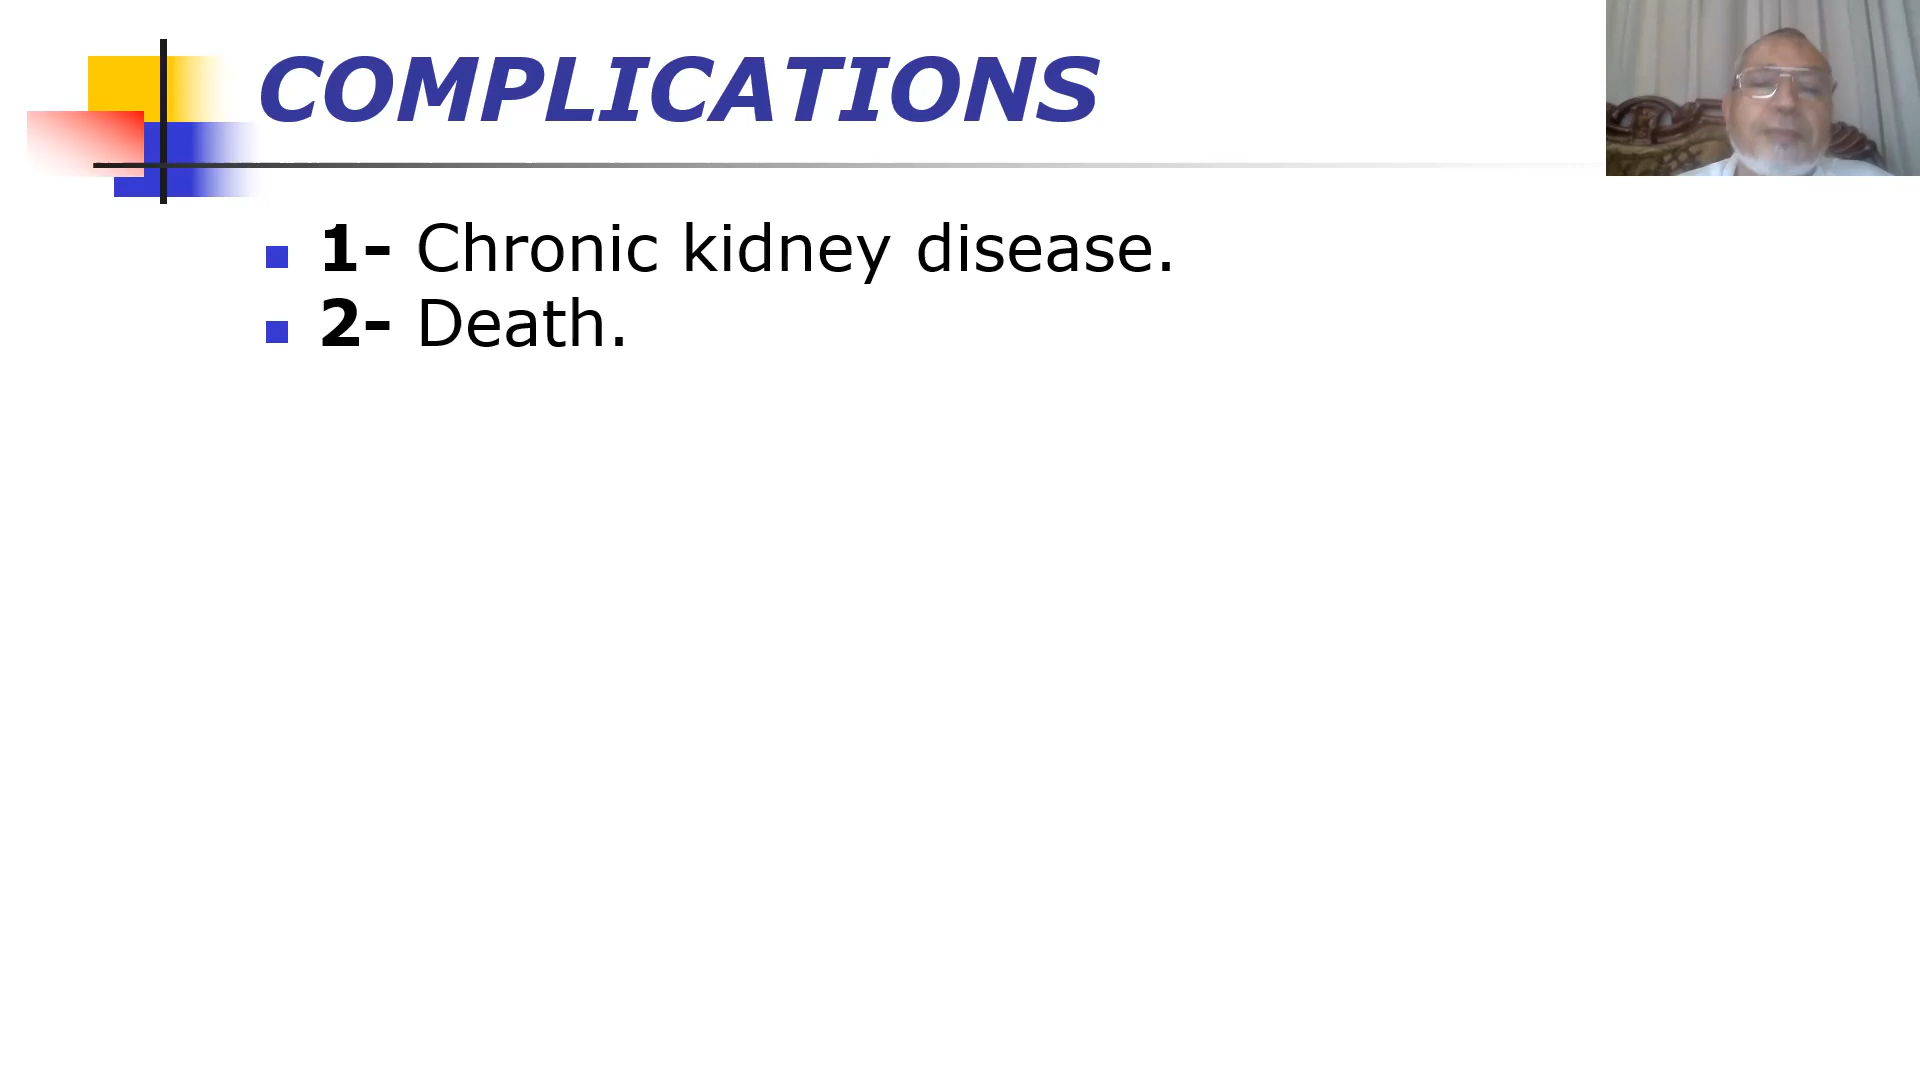 COMPLICATIONS
1- Chronic kidney disease.
2- Death.